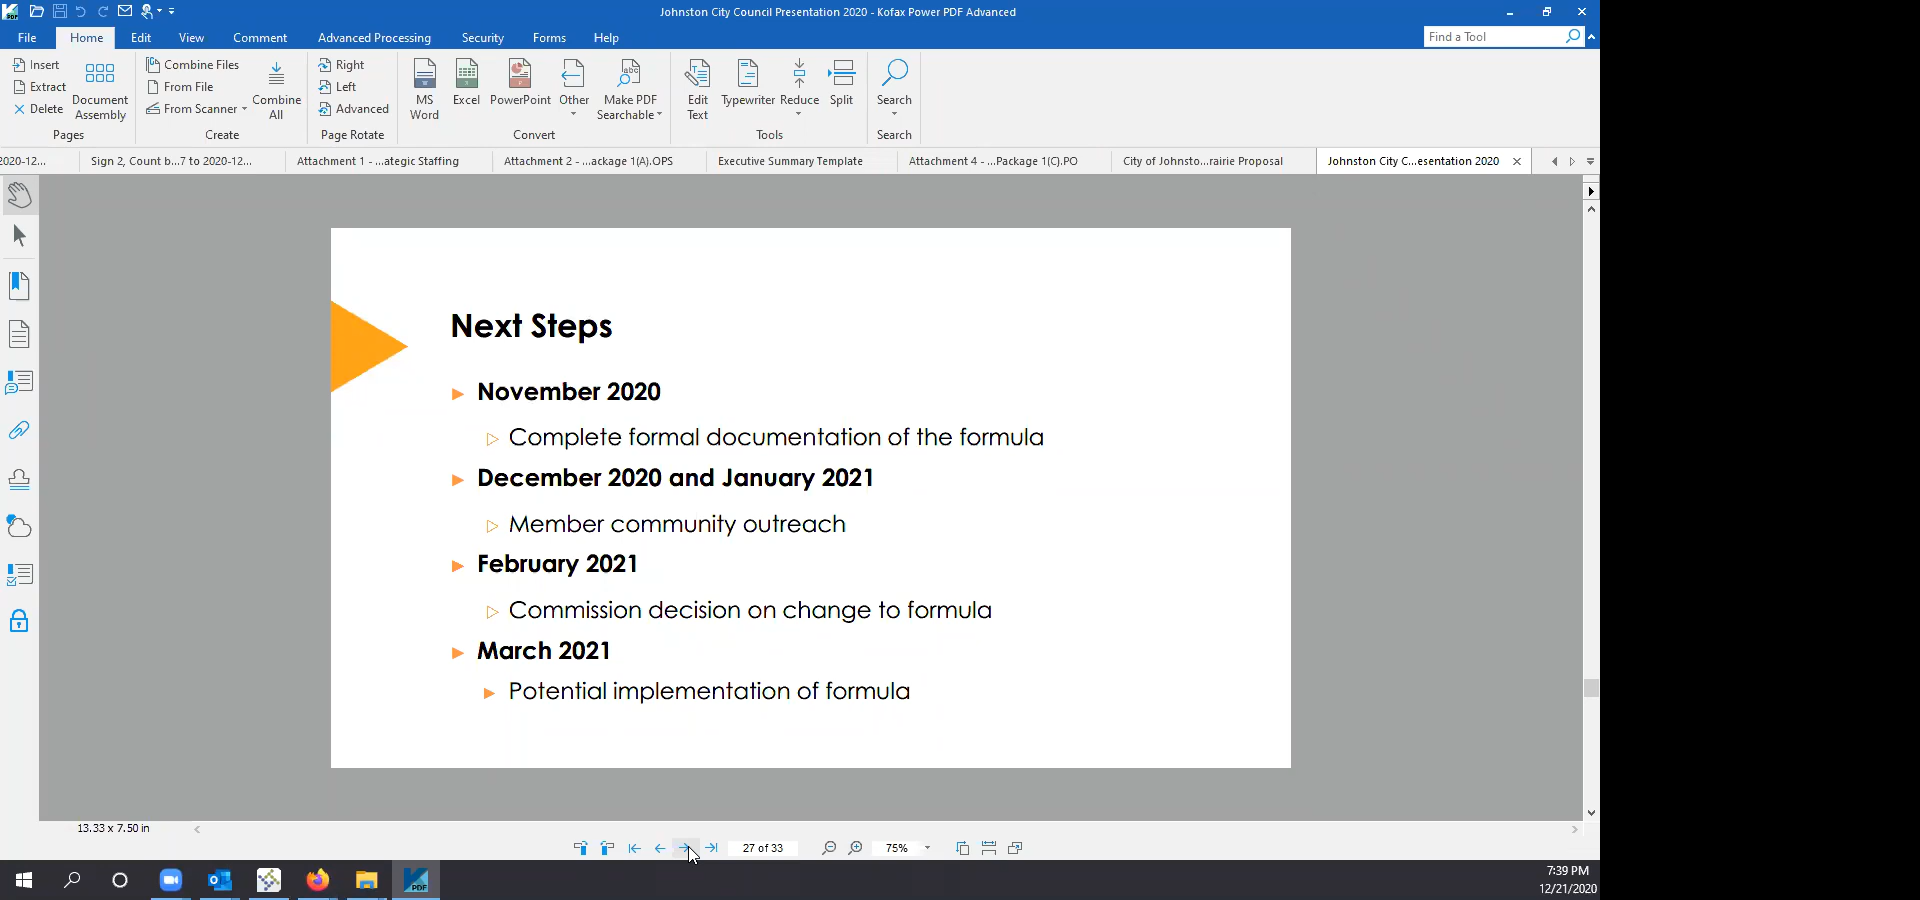 Johnston City Council Presentation 2020 - Kofax Power PDF Advanced
File Home Edit View Comment Advanced Processing Security Forms Help
Find a Tool
Insert
Extract
Delete
Document Assembly
Pages
Combine Files
From File
From Scanner
Combine All
Create
Right
Left
Advanced
Page Rotate
MS Word
Excel
PowerPoint
Other
Make PDF Searchable
Convert
Edit Text
Typewriter
Reduce
Split
Tools
Search
Search
2020-12... Sign 2, Count b...7 to 2020-12... Attachment 1 - ...ategic Staffing Attachment 2 - ...ackage 1(A).OPS Executive Summary Template Attachment 4 - ...Package 1(C).PO City of Johnsto...rairie Proposal Johnston City C...esentation 2020
Next Steps
November 2020
Complete formal documentation of the formula
December 2020 and January 2021
Member community outreach
February 2021
Commission decision on change to formula
March 2021
Potential implementation of formula
13.33 x 7.50 in
27 of 33
75%
PDF
7:39 PM
12/21/2020